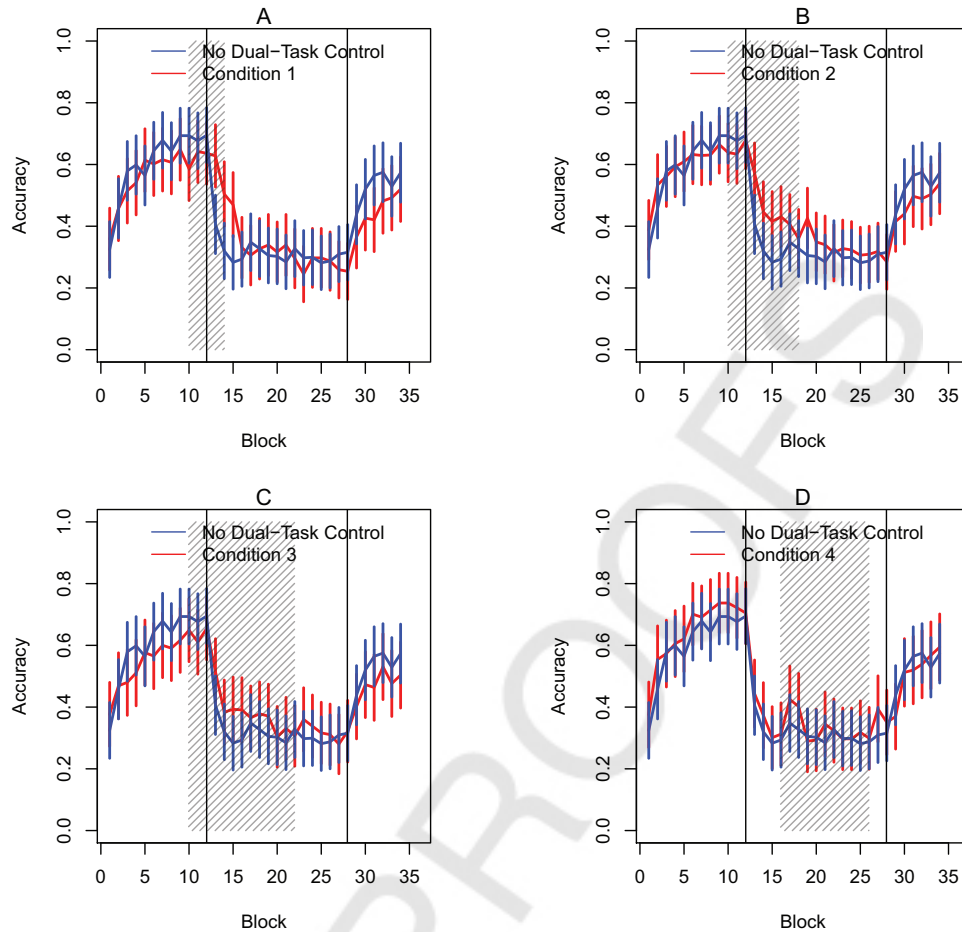 A
No Dual-Task Control
Condition 1
Accuracy
0.0 0.2 0.4 0.6 0.8 1.0
0 5 10 15 20 25 30 35
Block
B
No Dual-Task Control
Condition 2
Accuracy
0.0 0.2 0.4 0.6 0.8 1.0
0 5 10 15 20 25 30 35
Block
C
No Dual-Task Control
Condition 3
Accuracy
0.0 0.2 0.4 0.6 0.8 1.0
0 5 10 15 20 25 30 35
Block
D
No Dual-Task Control
Condition 4
Accuracy
0.0 0.2 0.4 0.6 0.8 1.0
0 5 10 15 20 25 30 35
Block
PROOFS